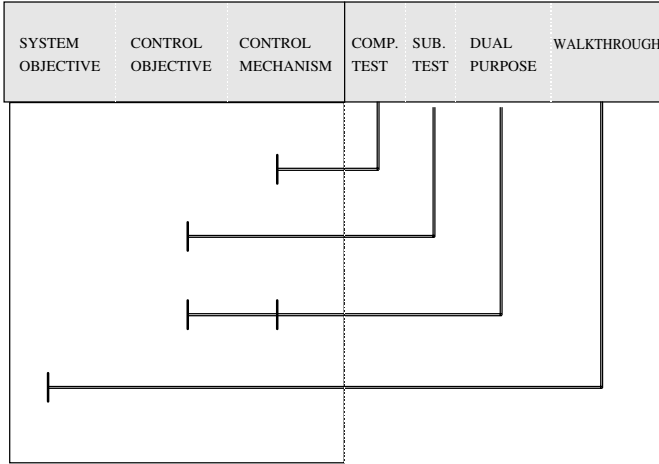 SYSTEM OBJECTIVE
CONTROL OBJECTIVE
CONTROL MECHANISM
COMP. TEST
SUB. TEST
DUAL PURPOSE
WALKTHROUGH